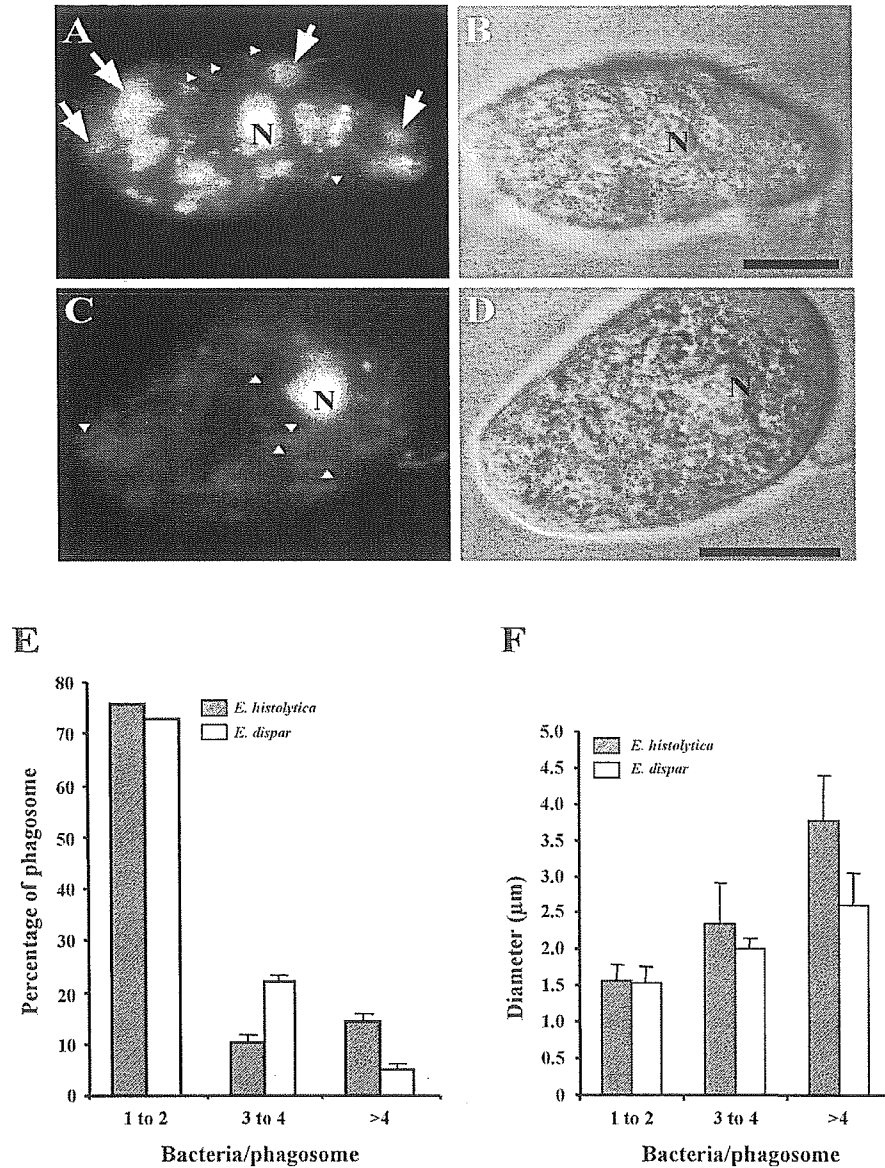 A
N
B
N
C
N
D
N
E
F
80
70
60
50
40
30
20
10
0
Percentage of phagosome
E. histolytica
E. dispar
1 to 2
3 to 4
>4
Bacteria/phagosome
5.0
4.5
4.0
3.5
3.0
2.5
2.0
1.5
1.0
0.5
0
Diameter (µm)
E. histolytica
E. dispar
1 to 2
3 to 4
>4
Bacteria/phagosome